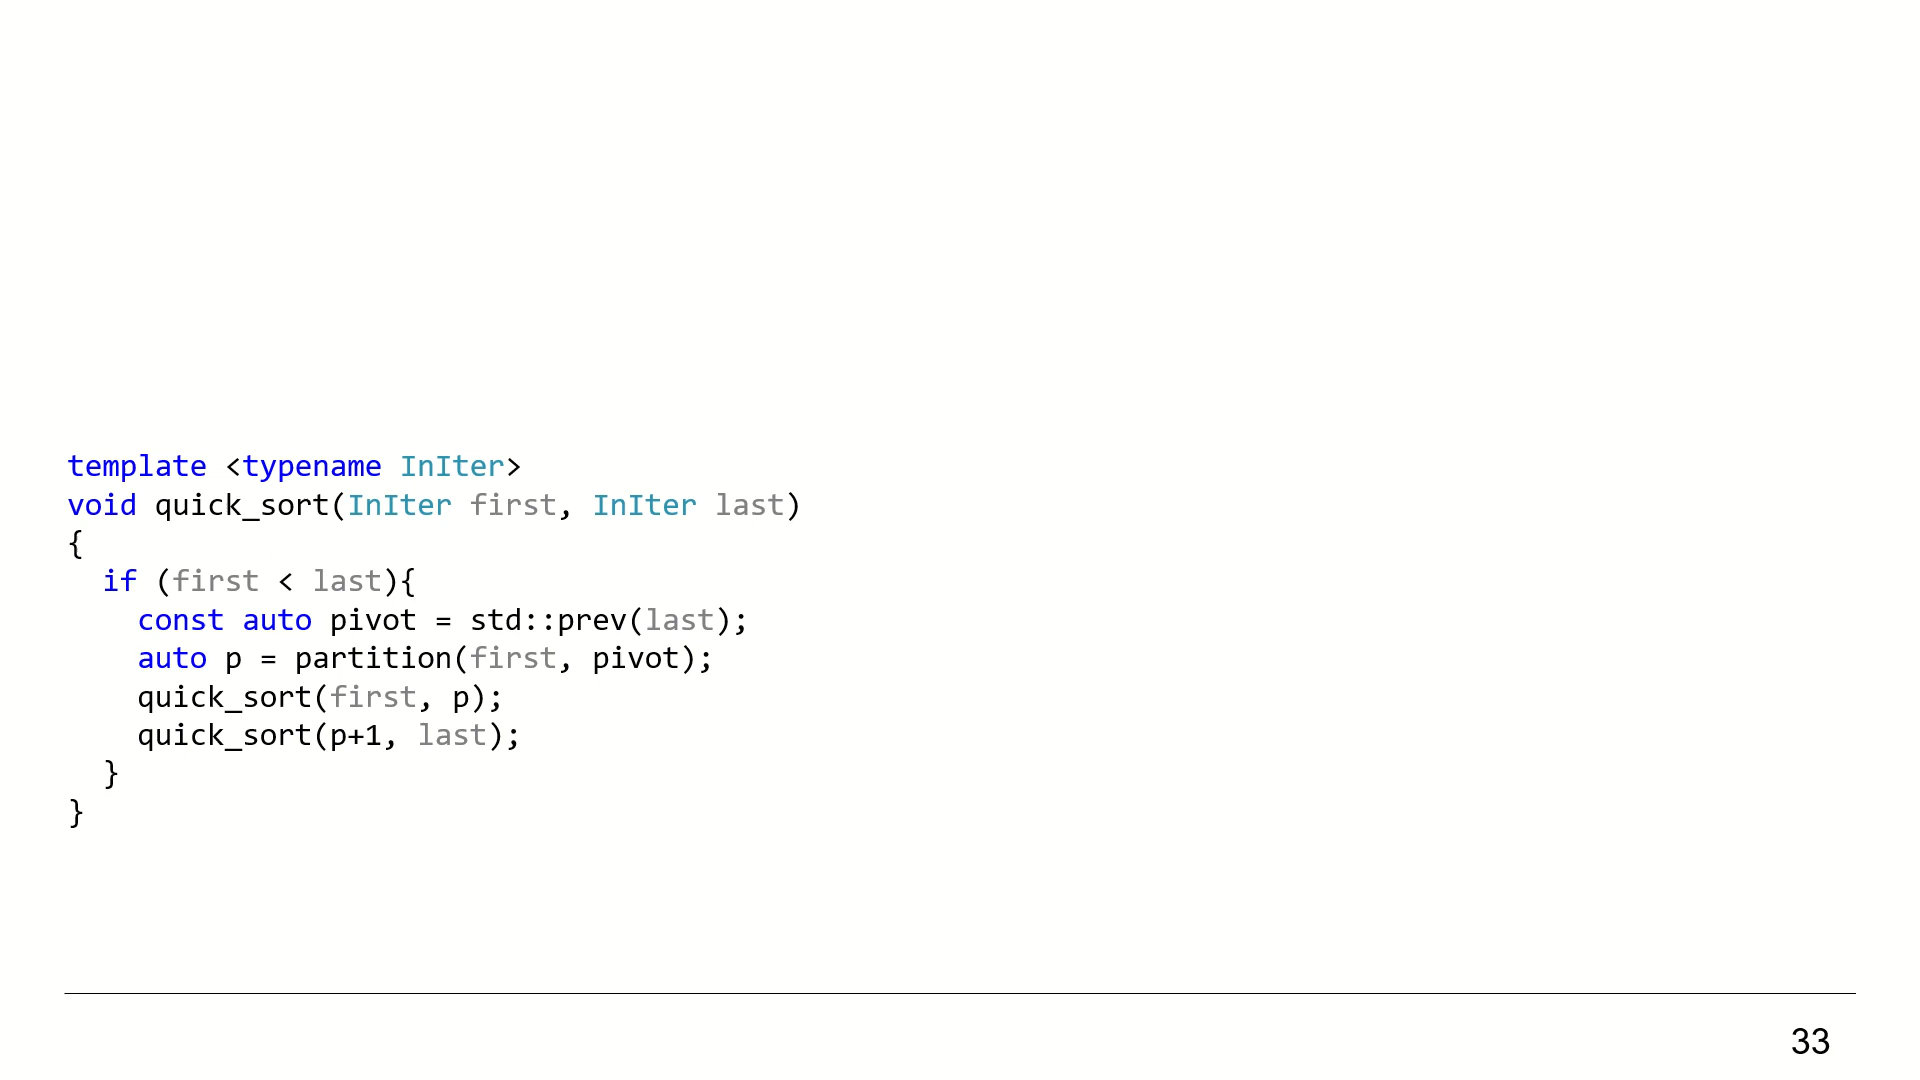 template <typename InIter>
void quick_sort(InIter first, InIter last)
{
  if (first < last){
    const auto pivot = std::prev(last);
    auto p = partition(first, pivot);
    quick_sort(first, p);
    quick_sort(p+1, last);
  }
}
33